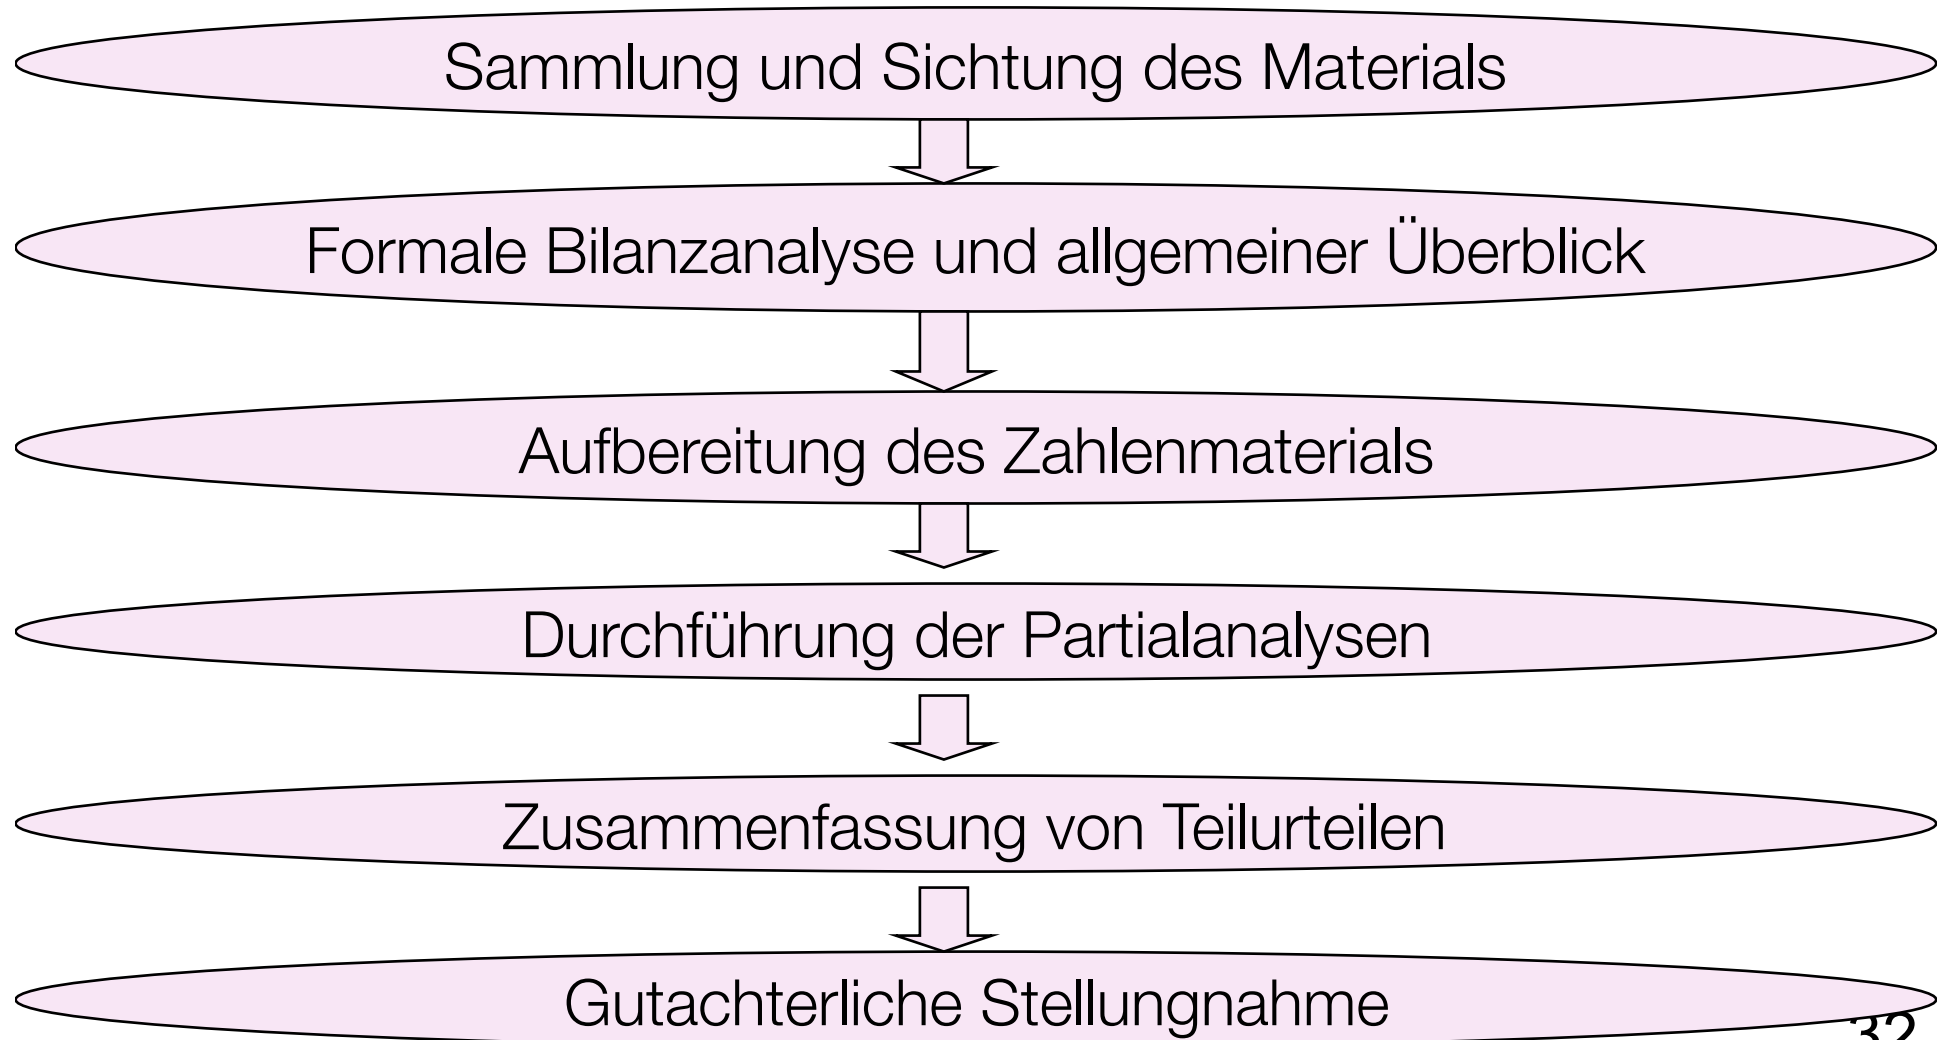 Sammlung und Sichtung des Materials
Formale Bilanzanalyse und allgemeiner Überblick
Aufbereitung des Zahlenmaterials
Durchführung der Partialanalysen
Zusammenfassung von Teilurteilen
Gutachterliche Stellungnahme
32